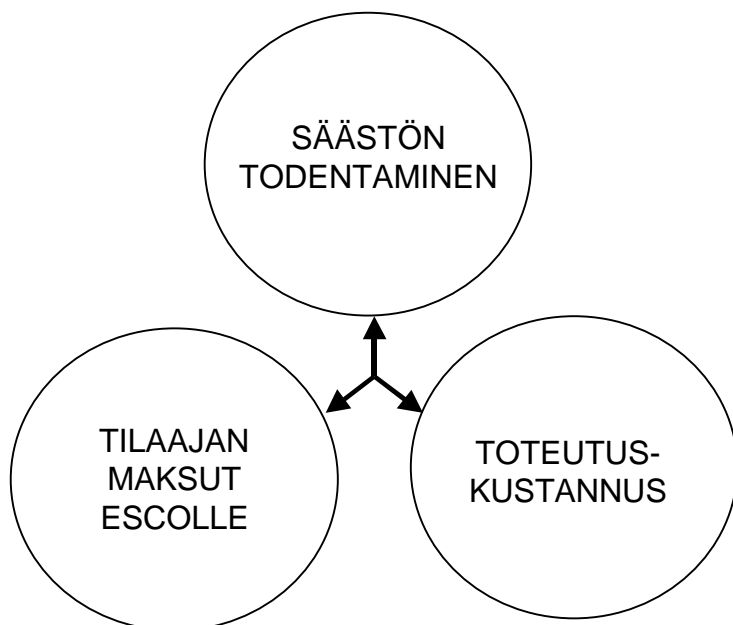 SÄÄSTÖN
TODENTAMINEN
TILAAJAN
MAKSUT
ESCOLLE
TOTEUTUS-
KUSTANNUS